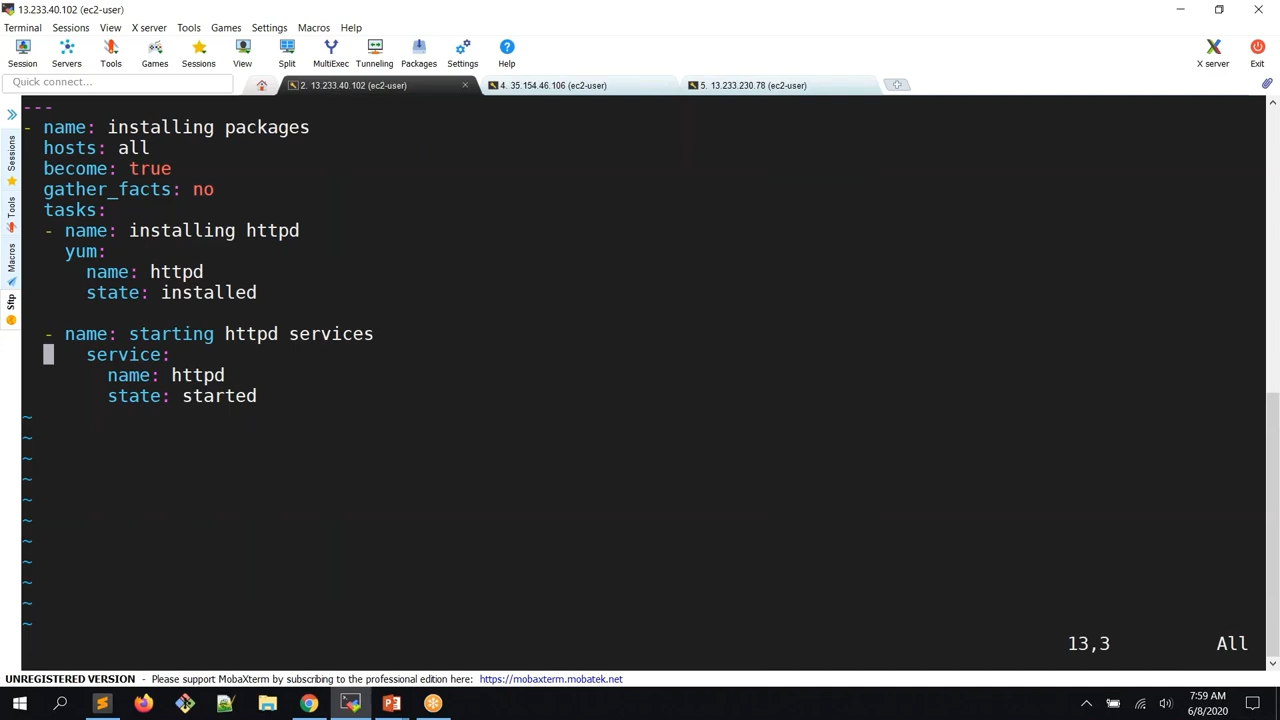 13.233.40.102 (ec2-user)
Terminal Sessions View X server Tools Games Settings Macros Help
Session Servers Tools Games Sessions View Split MultiExec Tunneling Packages Settings Help X server Exit
Quick connect...
2. 13.233.40.102 (ec2-user)
4. 35.154.46.106 (ec2-user)
5. 13.233.230.78 (ec2-user)
Sessions
Tools
Macros
Sftp
---
- name: installing packages
  hosts: all
  become: true
  gather_facts: no
  tasks:
  - name: installing httpd
    yum:
      name: httpd
      state: installed

  - name: starting httpd services
      service:
        name: httpd
        state: started
~
~
~
~
~
~
~
~
~
~
~
13,3 All
UNREGISTERED VERSION - Please support MobaXterm by subscribing to the professional edition here: https://mobaxterm.mobatek.net
7:59 AM
6/8/2020